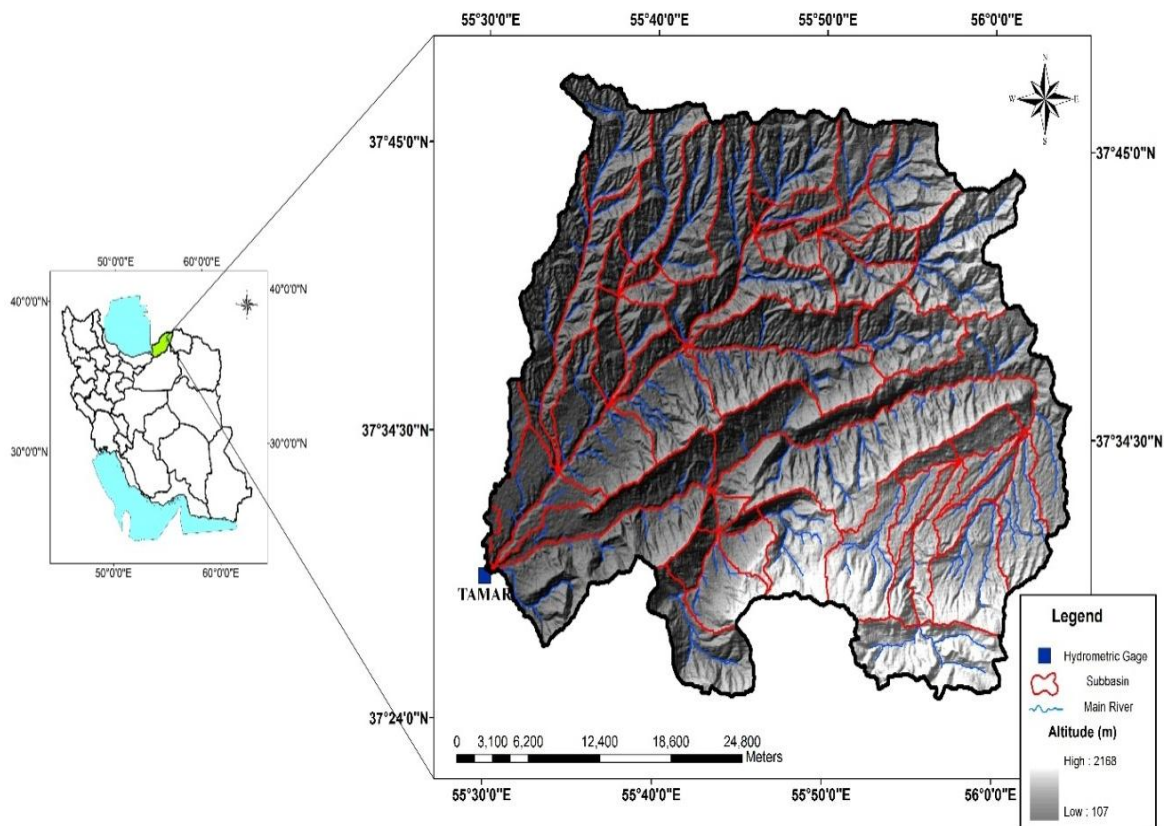 55°30'0"E 55°40'0"E 55°50'0"E 56°0'0"E
N
W E
S
37°45'0"N
37°45'0"N
50°0'0"E 60°0'0"E
40°0'0"N
40°0'0"N
30°0'0"N
30°0'0"N
50°0'0"E 60°0'0"E
37°34'30"N
37°34'30"N
TAMAR
37°24'0"N
0 3,100 6,200 12,400 18,600 24,800
Meters
55°30'0"E 55°40'0"E 55°50'0"E 56°0'0"E
Legend
Hydrometric Gage
Subbasin
Main River
Altitude (m)
High : 2168
Low : 107